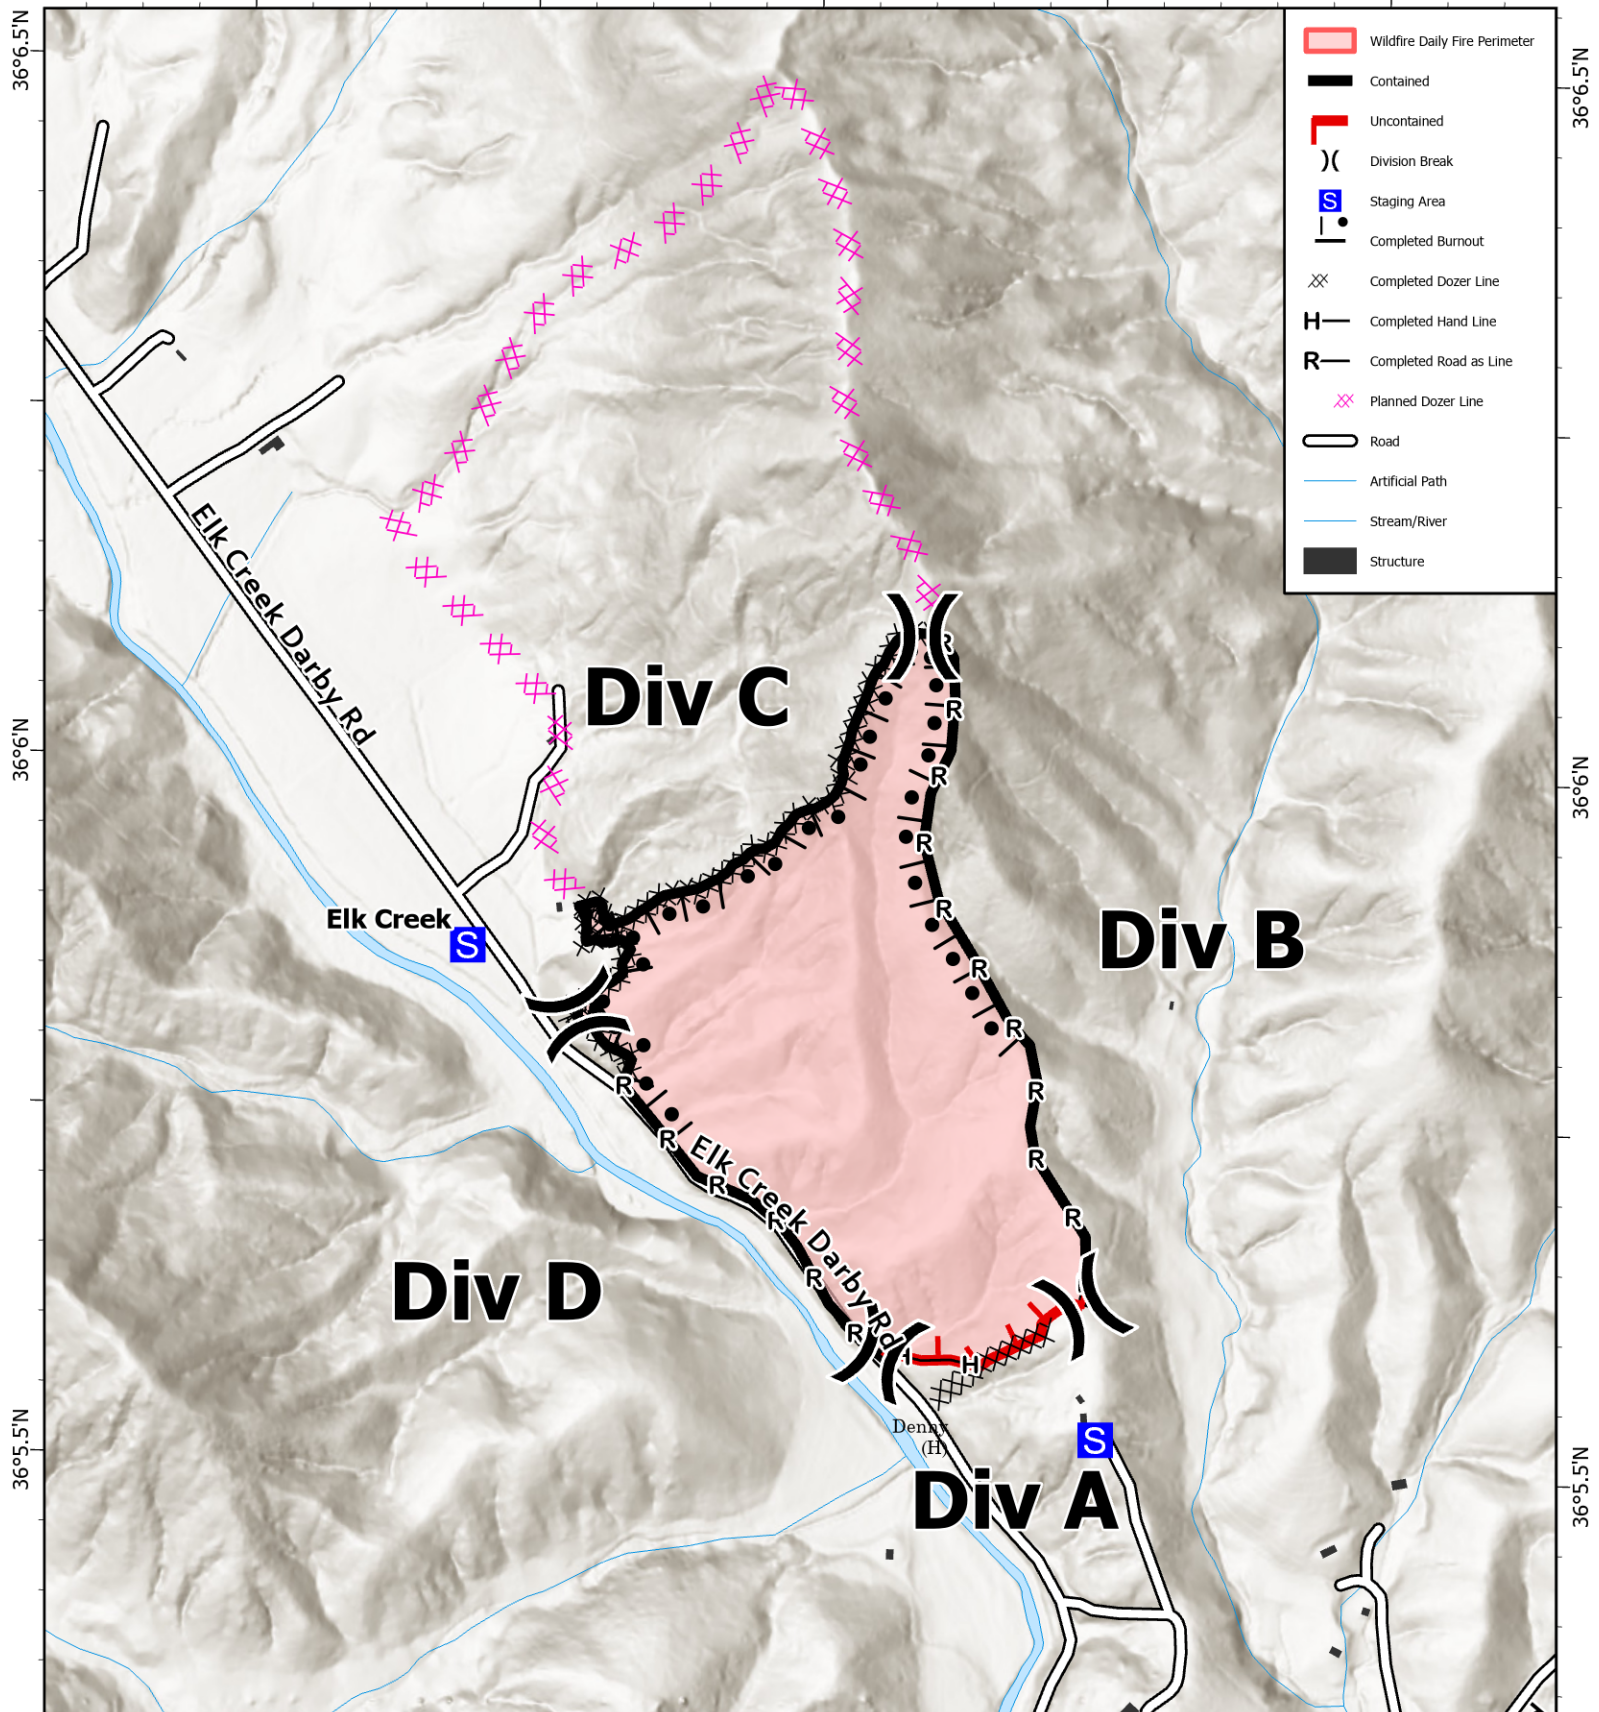 36°6.5'N
36°6.5'N
Wildfire Daily Fire Perimeter
Contained
Uncontained
)( Division Break
S Staging Area
Completed Burnout
Completed Dozer Line
H Completed Hand Line
R Completed Road as Line
Planned Dozer Line
Road
Artificial Path
Stream/River
Structure
Elk Creek Darby Rd
R
Div C
R
36°6'N
36°6'N
R
R
R
Elk Creek
S
Div B
R
R
R
R
R
Elk Creek Darby Rd
R
R
R
R
Div D
R
R
H
H
Denny
(H)
S
36°5.5'N
36°5.5'N
Div A